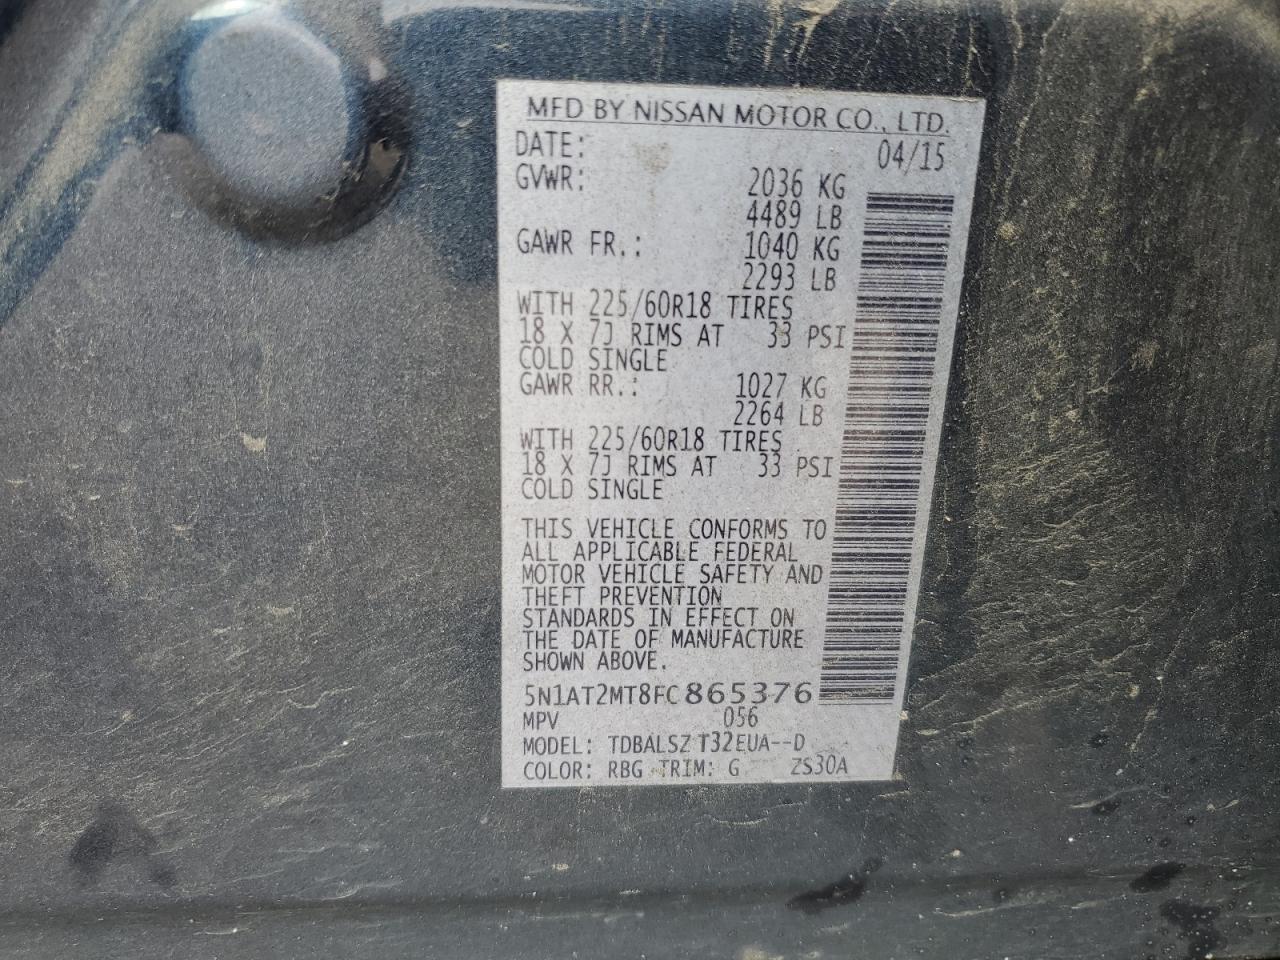 MFD BY NISSAN MOTOR CO., LTD.
DATE: 04/15
GVWR: 2036 KG
4489 LB
GAWR FR.: 1040 KG
2293 LB
WITH 225/60R18 TIRES
18 X 7J RIMS AT 33 PSI
COLD SINGLE
GAWR RR.: 1027 KG
2264 LB
WITH 225/60R18 TIRES
18 X 7J RIMS AT 33 PSI
COLD SINGLE
THIS VEHICLE CONFORMS TO
ALL APPLICABLE FEDERAL
MOTOR VEHICLE SAFETY AND
THEFT PREVENTION
STANDARDS IN EFFECT ON
THE DATE OF MANUFACTURE
SHOWN ABOVE.
5N1AT2MT8FC865376
MPV 056
MODEL: TDBALSZ T32EUA--D
COLOR: RBG TRIM: G ZS30A